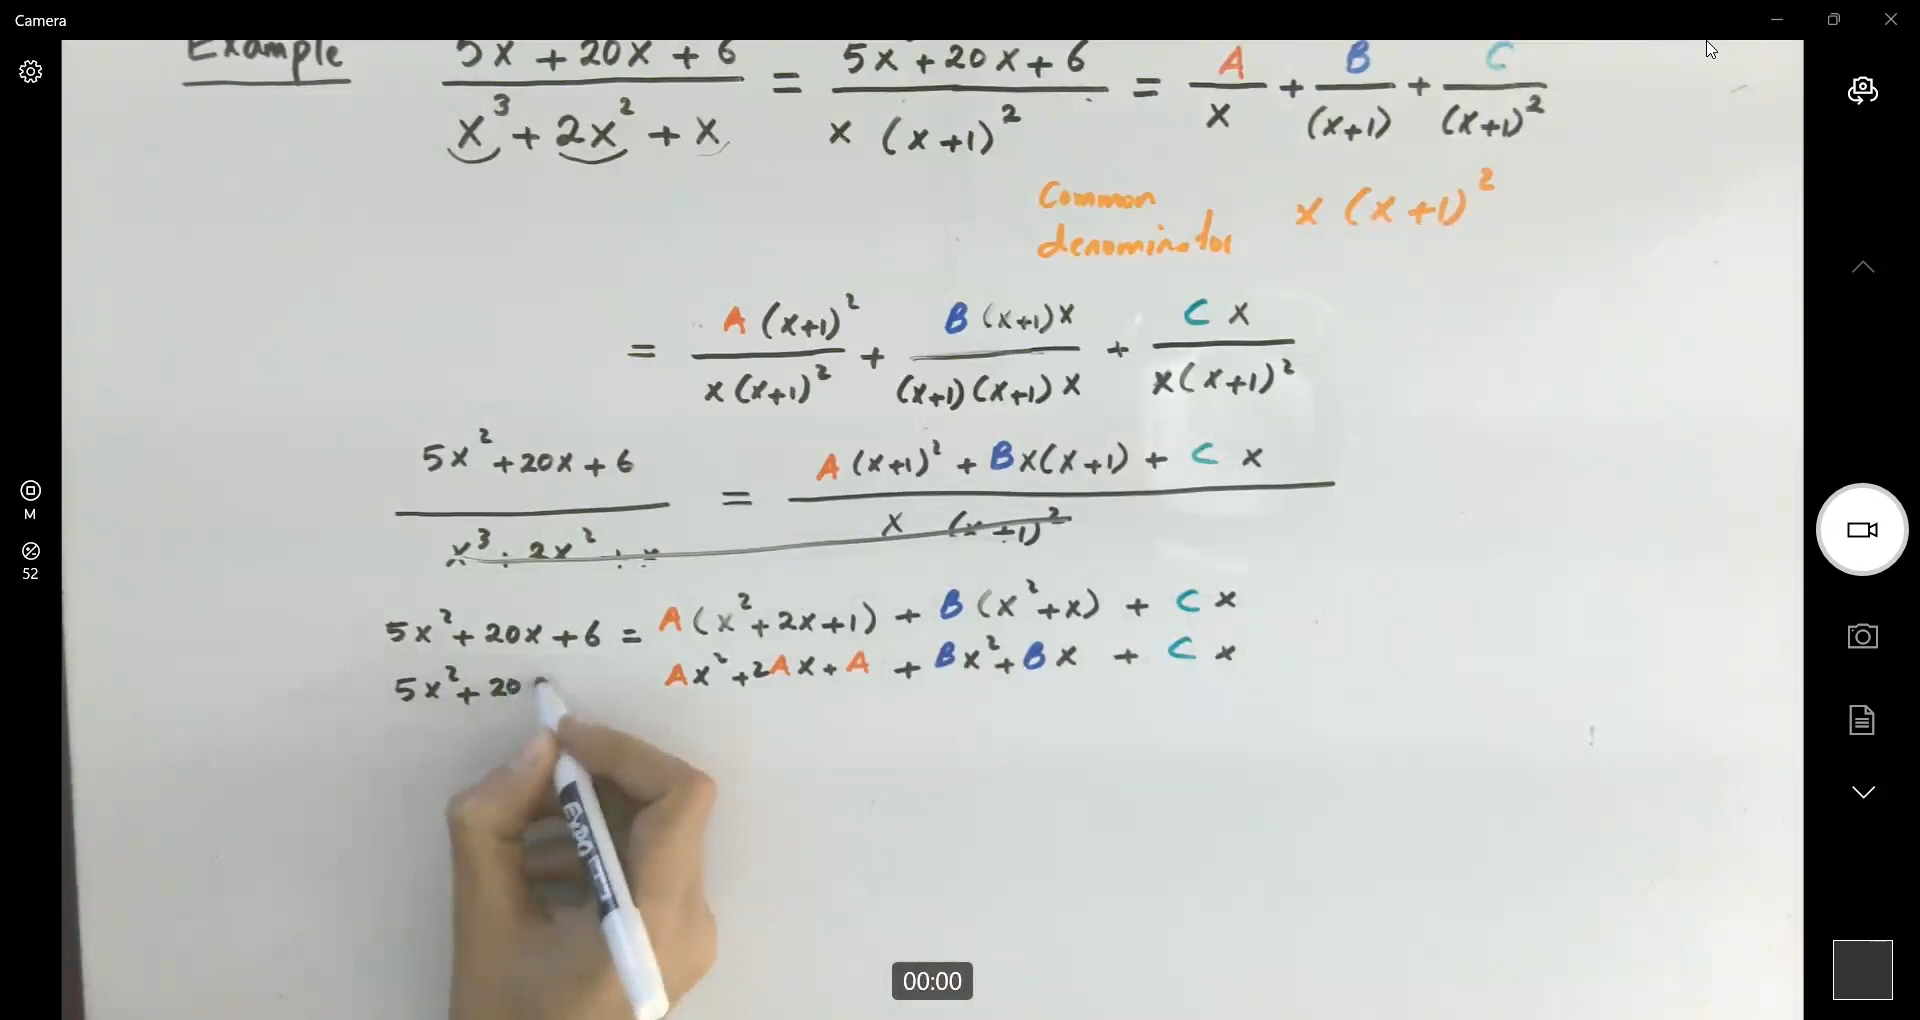 Camera
Example 5x + 20x + 6 / x³ + 2x² + x = 5x + 20x + 6 / x (x+1)² = A / x + B / (x+1) + C / (x+1)²
Common denominator x (x+1)²
= A (x+1)² / x (x+1)² + B (x+1)x / (x+1)(x+1)x + C x / x(x+1)²
5x² + 20x + 6 / x³ + 2x² + x = A (x+1)² + Bx(x+1) + C x / x (x+1)²
5x² + 20x + 6 = A(x² + 2x + 1) + B(x² + x) + C x
5x² + 20 Ax² + 2Ax + A + Bx² + Bx + C x
M
52
EXPO
00:00